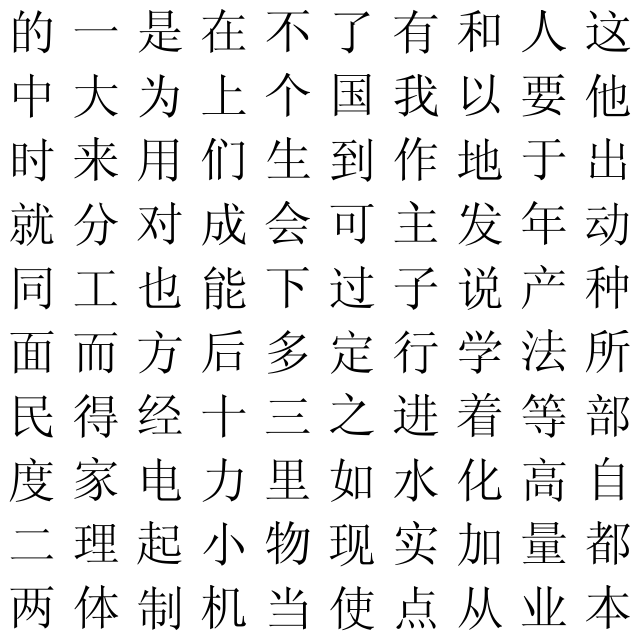 的 一 是 在 不 了 有 和 人 这
中 大 为 上 个 国 我 以 要 他
时 来 用 们 生 到 作 地 于 出
就 分 对 成 会 可 主 发 年 动
同 工 也 能 下 过 子 说 产 种
面 而 方 后 多 定 行 学 法 所
民 得 经 十 三 之 进 着 等 部
度 家 电 力 里 如 水 化 高 自
二 理 起 小 物 现 实 加 量 都
两 体 制 机 当 使 点 从 业 本